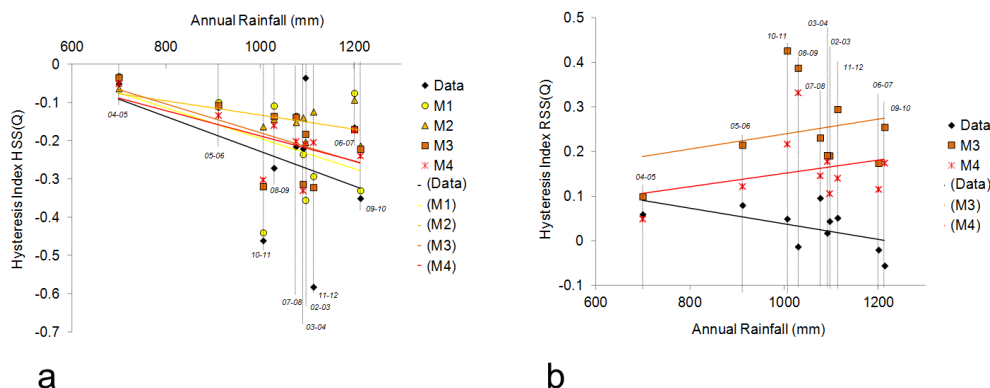 Annual Rainfall (mm)
600 800 1000 1200
0
-0.1
-0.2
-0.3
-0.4
-0.5
-0.6
-0.7
Hysteresis Index HSS(Q)
04-05
05-06
10-11
08-09
07-08
03-04
02-03
11-12
06-07
09-10
Data
M1
M2
M3
M4
(Data)
(M1)
(M2)
(M3)
(M4)
a
0.5
0.4
0.3
0.2
0.1
0
-0.1
Hysteresis Index RSS(Q)
04-05
05-06
10-11
08-09
07-08
03-04
02-03
11-12
06-07
09-10
600 800 1000 1200
Annual Rainfall (mm)
Data
M3
M4
(Data)
(M3)
(M4)
b